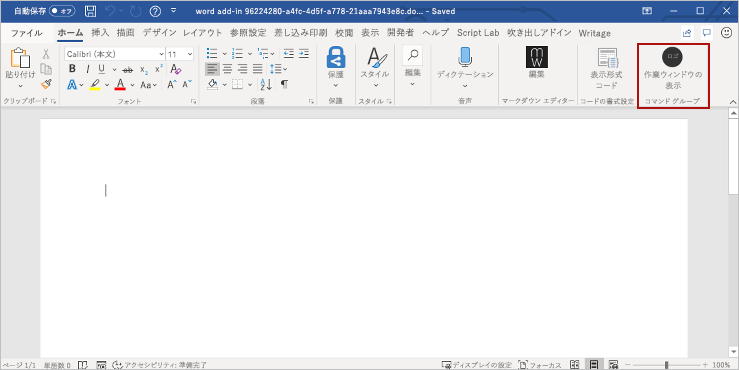 自動保存 オフ word add-in 96224280-a4fc-4d5f-a778-21aaa7943e8c.do... - Saved
ファイル ホーム 挿入 描画 デザイン レイアウト 参照設定 差し込み印刷 校閲 表示 開発者 ヘルプ Script Lab 吹き出しアドイン Writage
貼り付け
クリップボード
Calibri (本文) 11
B I U ab x₂ x² A
A A Aa A A
フォント
段落
保護
保護
スタイル
スタイル
編集
ディクテーション
音声
編集
マークダウン エディター
表示形式
コード
コードの書式設定
ロゴ
作業ウィンドウの
表示
コマンド グループ
ページ 1/1 単語数 0 アクセシビリティ: 準備完了 ディスプレイの設定 フォーカス 100%